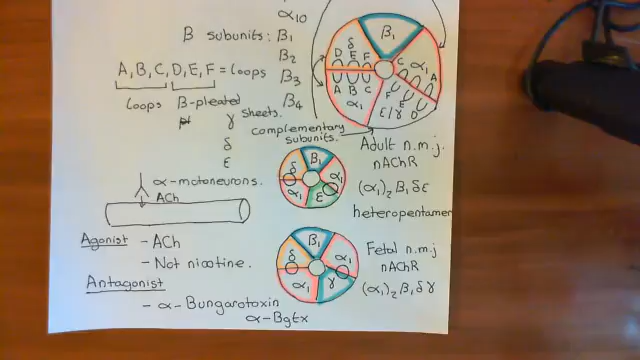 α10
β subunits: β1
β2
β3
β4
A, B, C, D, E, F = loops
loops β-pleated
sheets.
γ
δ
ε
complementary
subunits.
β1
δ
D E F
A B C
α1
C α1 A
F E D
ε/γ
Adult n.m.j.
nAChR
(α1)2 β1 δε
heteropentamer
β1
δ
α1
α1
ε
α-motoneurons.
ACh
Agonist - ACh
- Not nicotine.
Antagonist
- α-Bungarotoxin
α-Bgtx
β1
δ
α1
α1
γ
Fetal n.m.j
nAChR
(α1)2 β1 δ γ